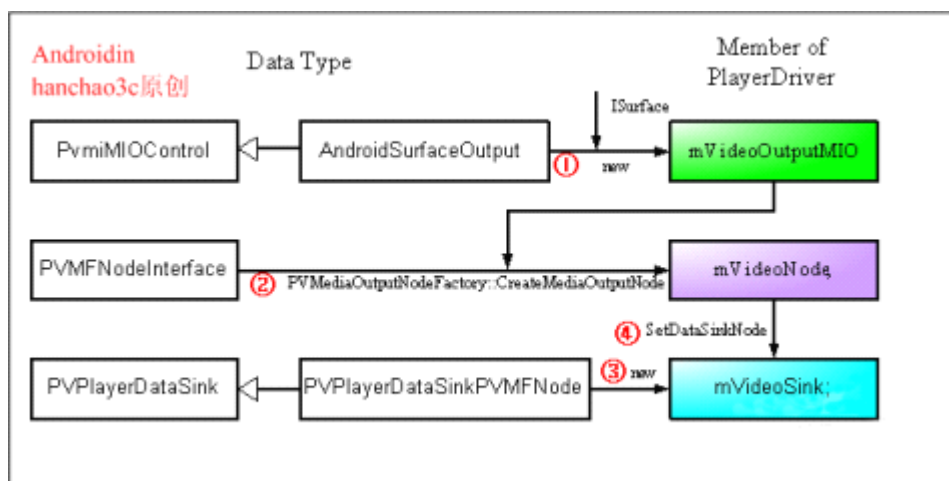 Androidin
hanchao3c原创
Data Type
Member of
PlayerDriver
ISurface
PvmiMIOControl
AndroidSurfaceOutput
① new
mVideoOutputMIO
PVMFNodeInterface
② PVMediaOutputNodeFactory::CreateMediaOutputNode
mVideoNode;
④ SetDataSinkNode
PVPlayerDataSink
PVPlayerDataSinkPVMFNode
③ new
mVideoSink;